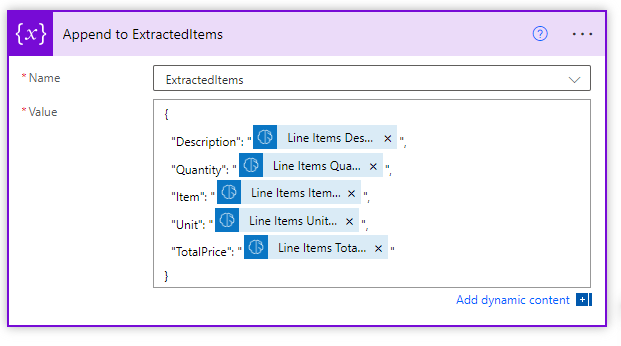 {x} Append to ExtractedItems ? ...
* Name ExtractedItems
* Value {
"Description": " Line Items Des... × ",
"Quantity": " Line Items Qua... × ",
"Item": " Line Items Item... × ",
"Unit": " Line Items Unit... × ",
"TotalPrice": " Line Items Tota... × "
}
Add dynamic content